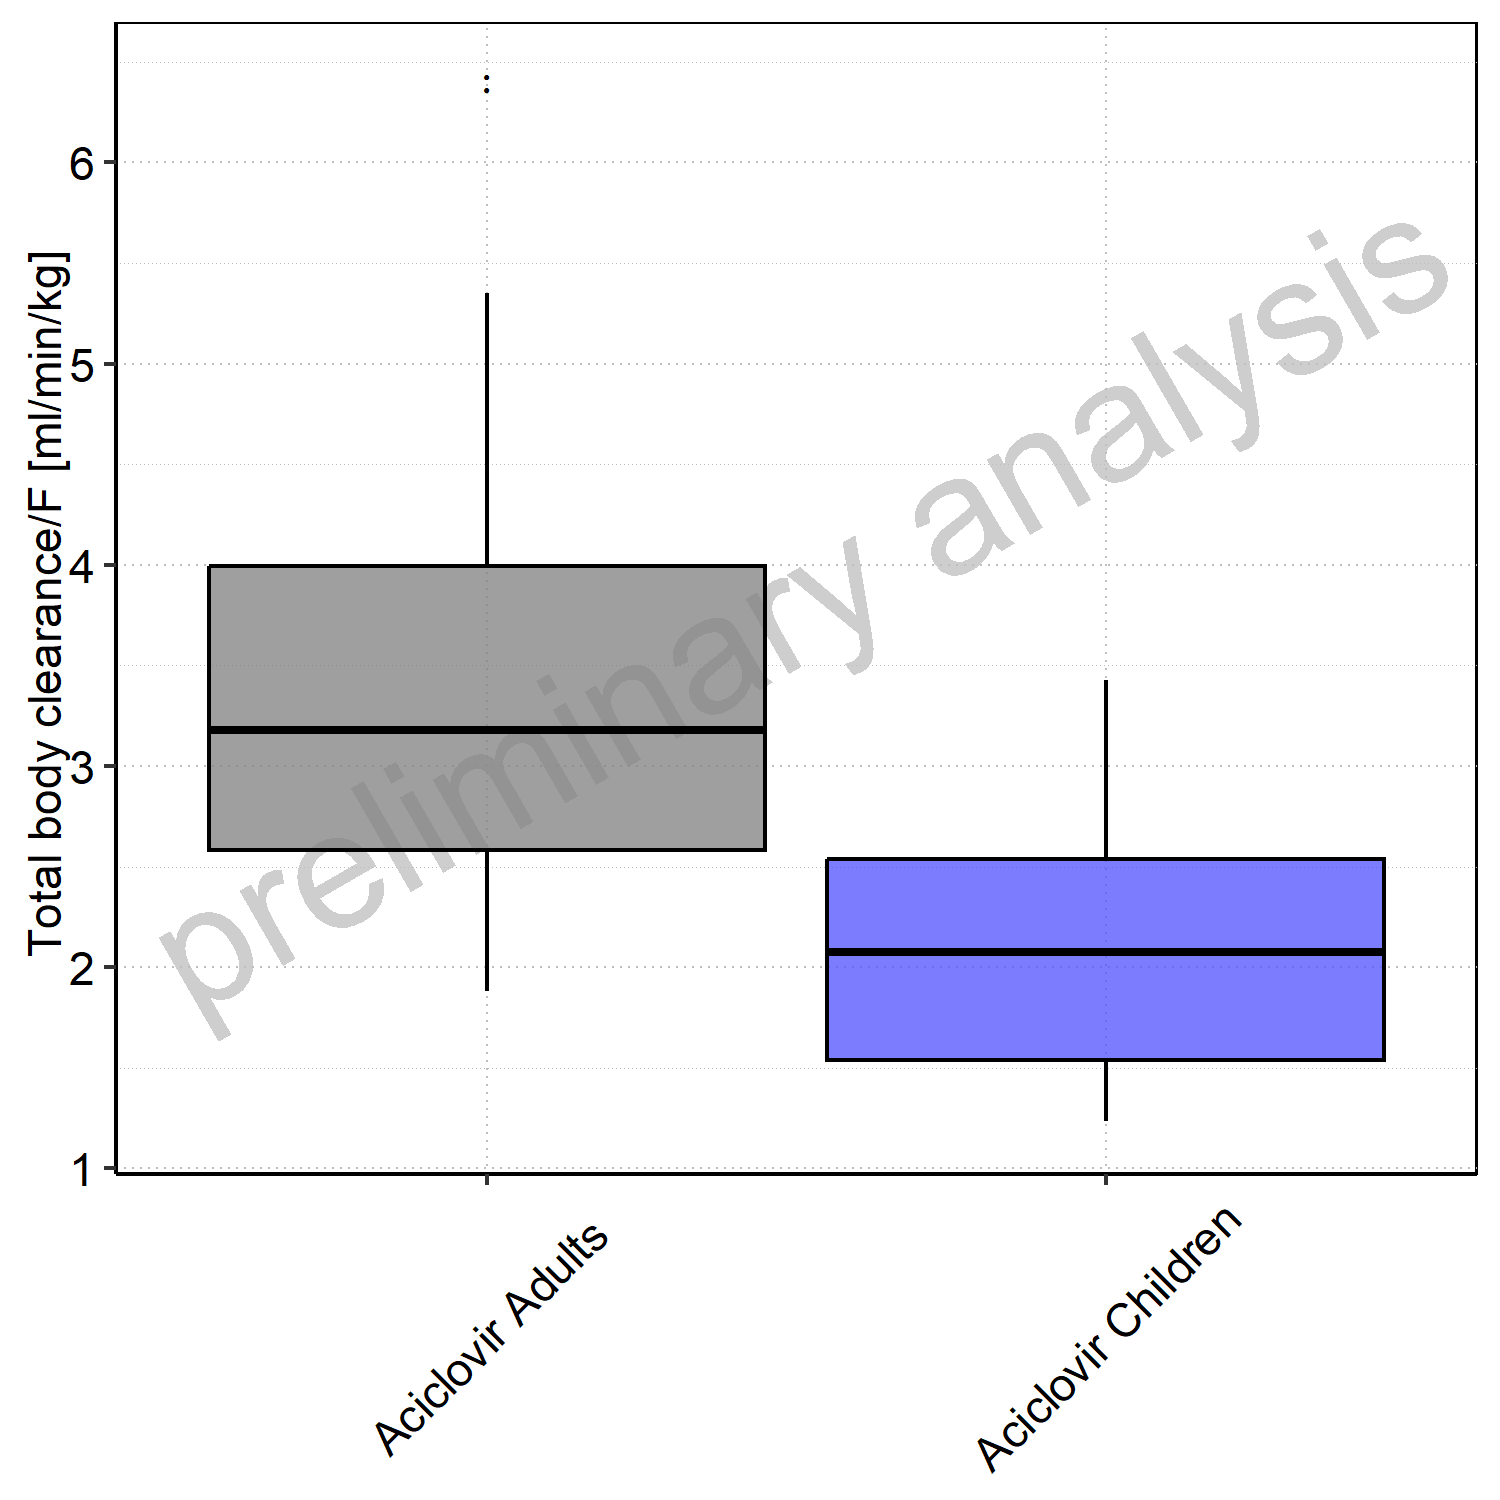 Total body clearance/F [ml/min/kg]
6
5
4
3
2
1
preliminary analysis
Aciclovir Adults
Aciclovir Children